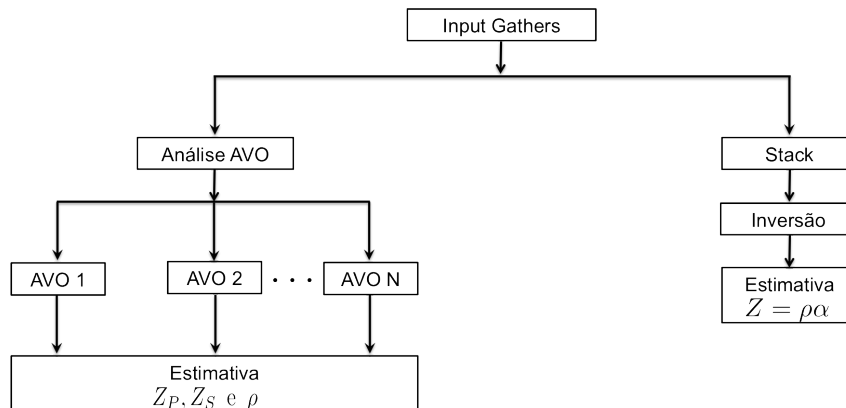 Input Gathers
Análise AVO
Stack
Inversão
AVO 1
AVO 2
. . .
AVO N
Estimativa
Z = ρα
Estimativa
Z_P, Z_S e ρ